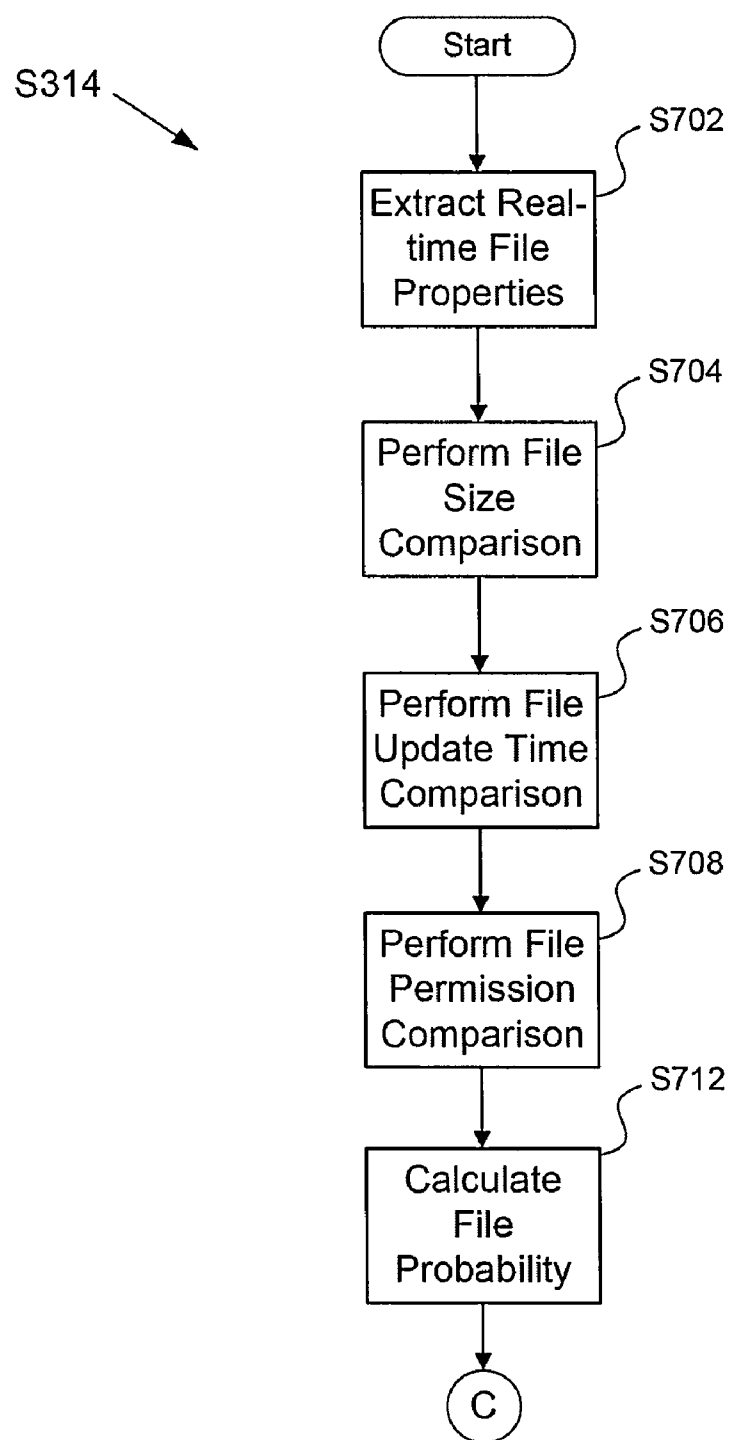 Start
S314
S702
Extract Real-
time File
Properties
S704
Perform File
Size
Comparison
S706
Perform File
Update Time
Comparison
S708
Perform File
Permission
Comparison
S712
Calculate
File
Probability
C